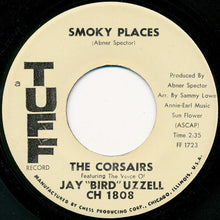 SMOKY PLACES
(Abner Spector)
a
TUFF
RECORD
Produced by
Abner Spector
Arr. By Sammy Lowe
Annie-Earl Music
Sun Flower
(ASCAP)
Time 2:35
FF 1723
THE CORSAIRS
Featuring The Voice Of
JAY "BIRD" UZZELL
CH 1808
MANUFACTURED BY CHESS PRODUCING CORP., CHICAGO, ILLINOIS, U.S.A.